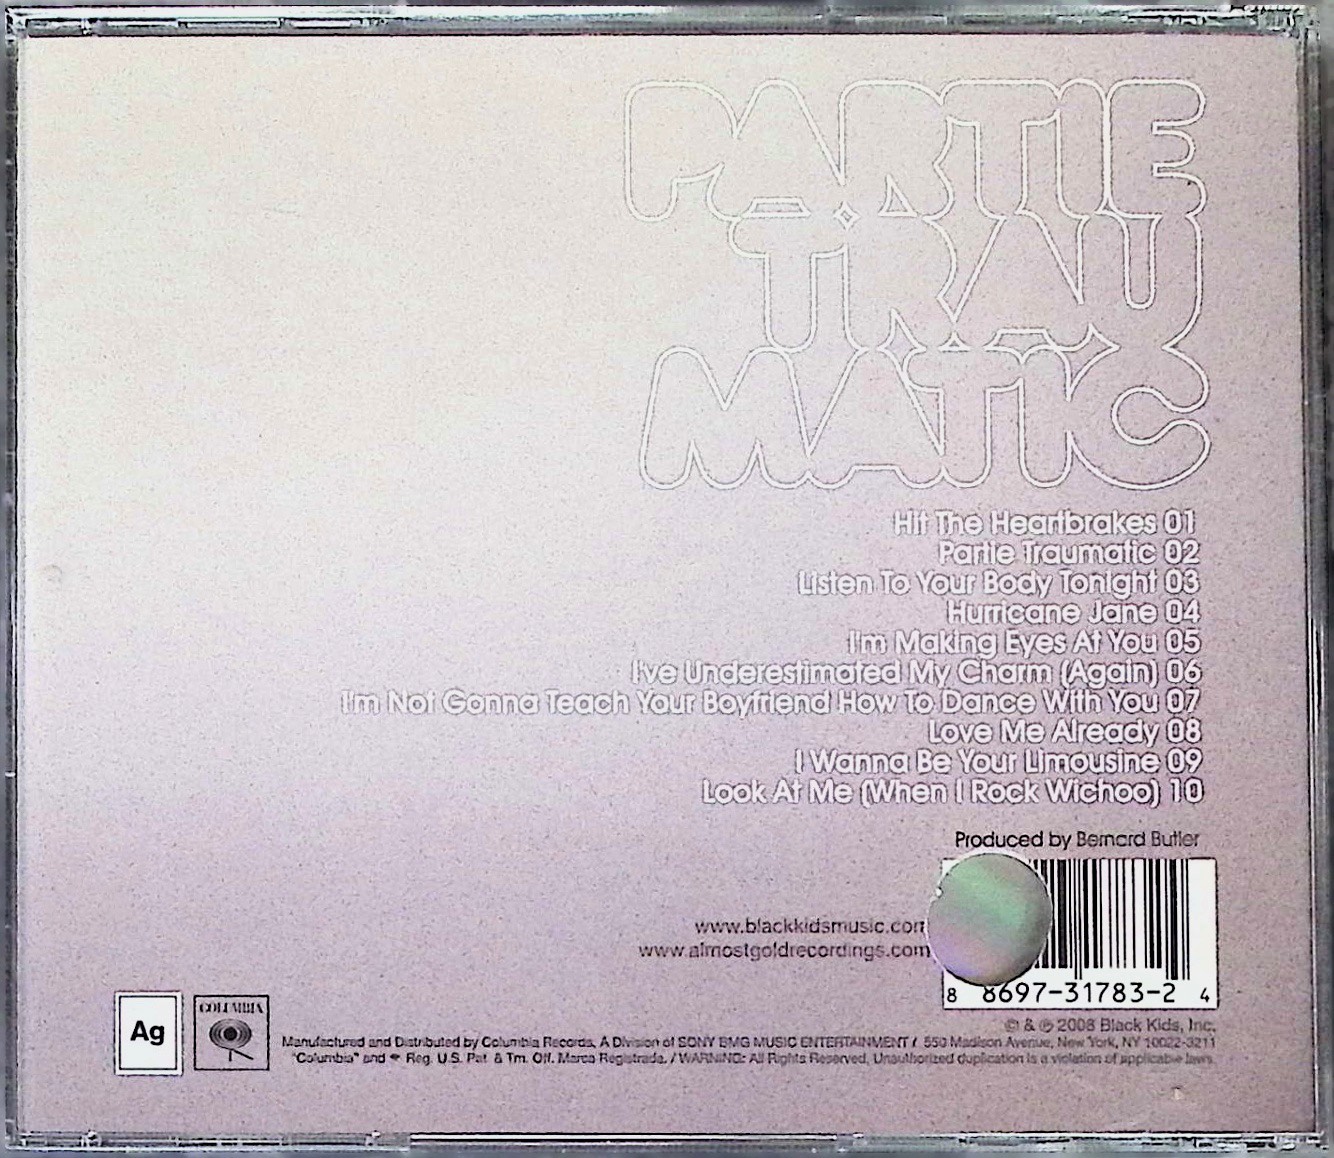 PARTIE
TRAU
MATIC
Hit The Heartbrakes 01
Partie Traumatic 02
Listen To Your Body Tonight 03
Hurricane Jane 04
I'm Making Eyes At You 05
I've Underestimated My Charm (Again) 06
I'm Not Gonna Teach Your Boyfriend How To Dance With You 07
Love Me Already 08
I Wanna Be Your Limousine 09
Look At Me (When I Rock Wichoo) 10
Produced by Bernard Butler
www.blackkidsmusic.com
www.almostgoldrecordings.com
8 8697-31783-2 4
Ag
COLUMBIA
© & ℗ 2008 Black Kids, Inc.
Manufactured and Distributed by Columbia Records, A Division of SONY BMG MUSIC ENTERTAINMENT / 550 Madison Avenue, New York, NY 10022-3211
"Columbia" and Reg. U.S. Pat. & Tm. Off. Marca Registrada. / WARNING: All Rights Reserved. Unauthorized duplication is a violation of applicable laws.